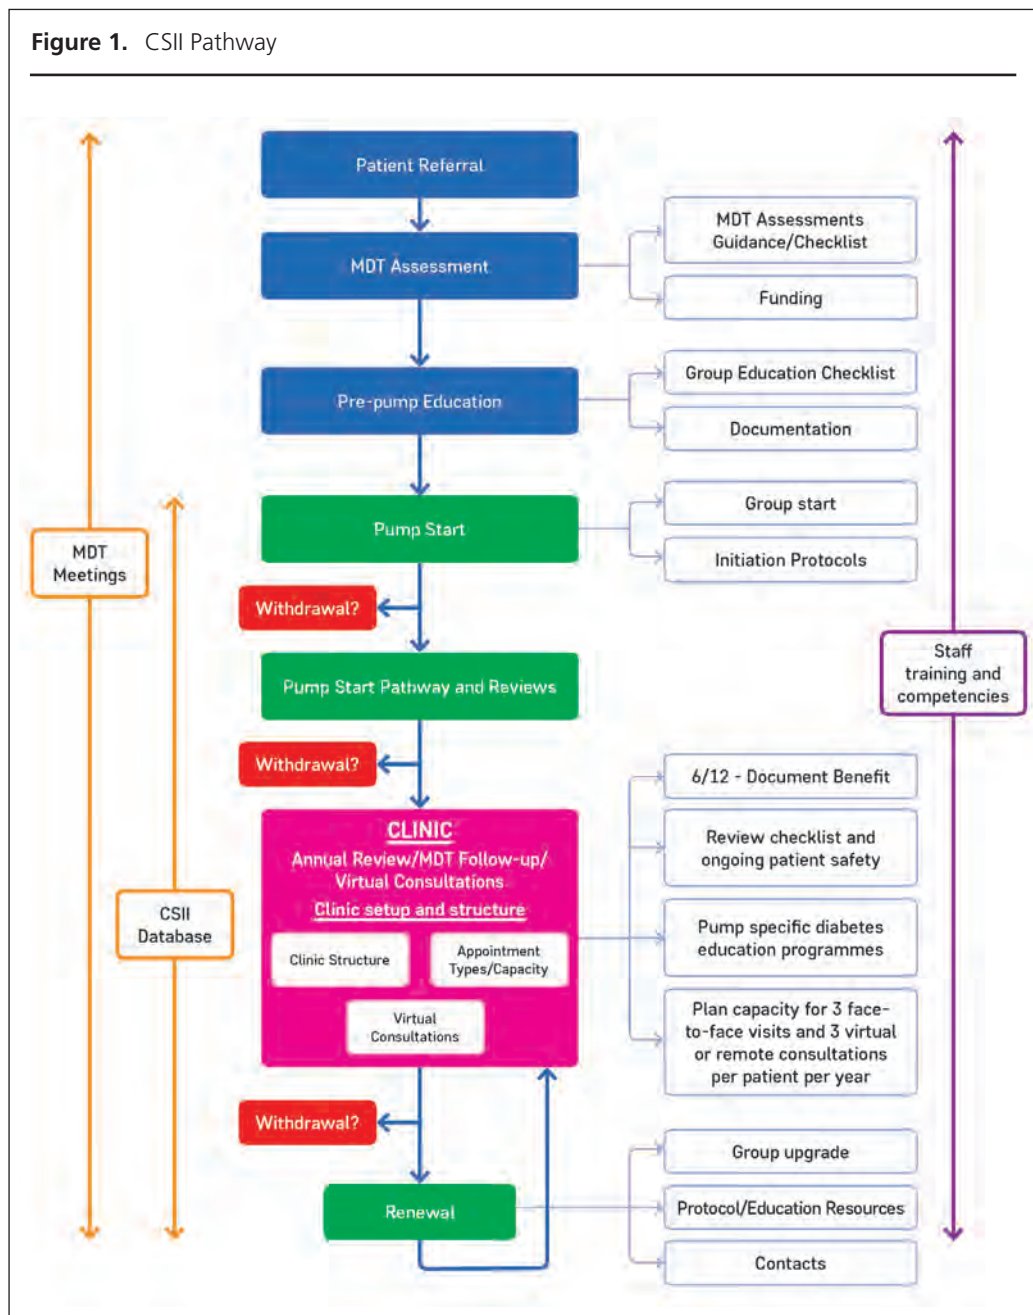 Figure 1. CSII Pathway
Patient Referral
MDT Assessment
MDT Assessments
Guidance/Checklist
Funding
Pre-pump Education
Group Education Checklist
Documentation
Pump Start
Group start
Initiation Protocols
MDT
Meetings
Withdrawal?
Pump Start Pathway and Reviews
Staff
training and
competencies
Withdrawal?
CLINIC
Annual Review/MDT Follow-up/
Virtual Consultations
Clinic setup and structure
Clinic Structure
Appointment
Types/Capacity
Virtual
Consultations
CSII
Database
6/12 - Document Benefit
Review checklist and
ongoing patient safety
Pump specific diabetes
education programmes
Plan capacity for 3 face-
to-face visits and 3 virtual
or remote consultations
per patient per year
Withdrawal?
Renewal
Group upgrade
Protocol/Education Resources
Contacts